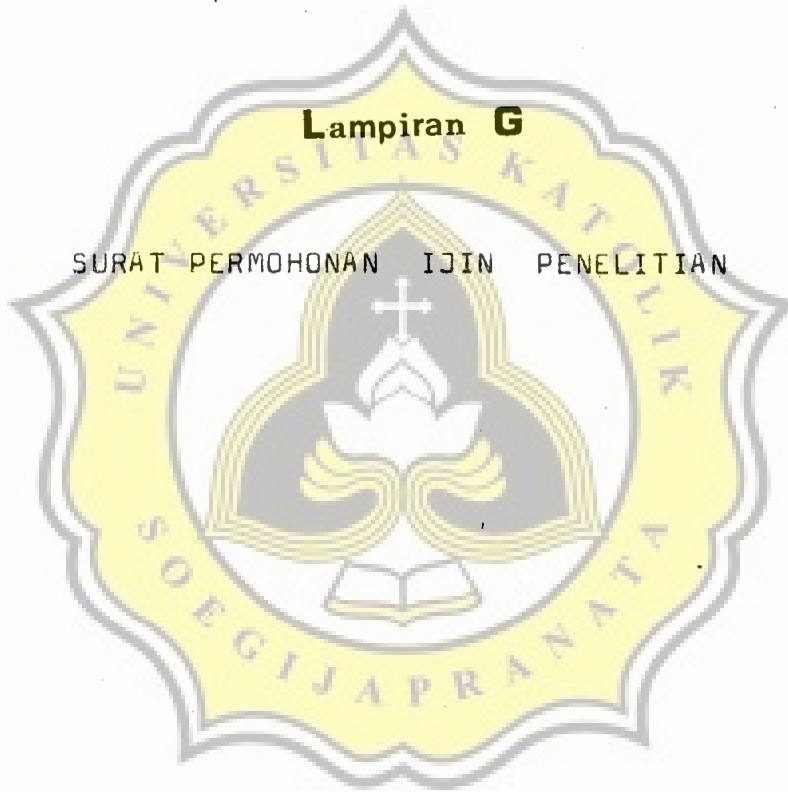 Lampiran G
SURAT PERMOHONAN IJIN PENELITIAN
UNIVERSITAS KATOLIK
SOEGIJAPRANATA